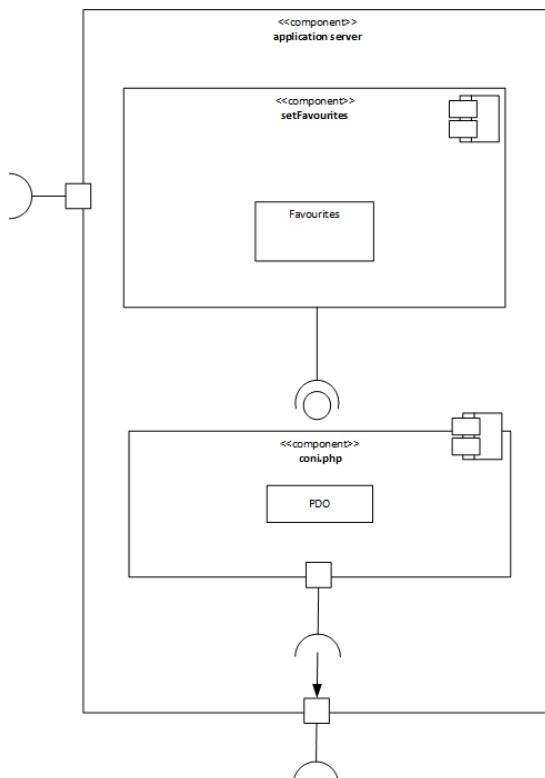 <<component>>
application server
<<component>>
setFavourites
Favourites
<<component>>
coni.php
PDO